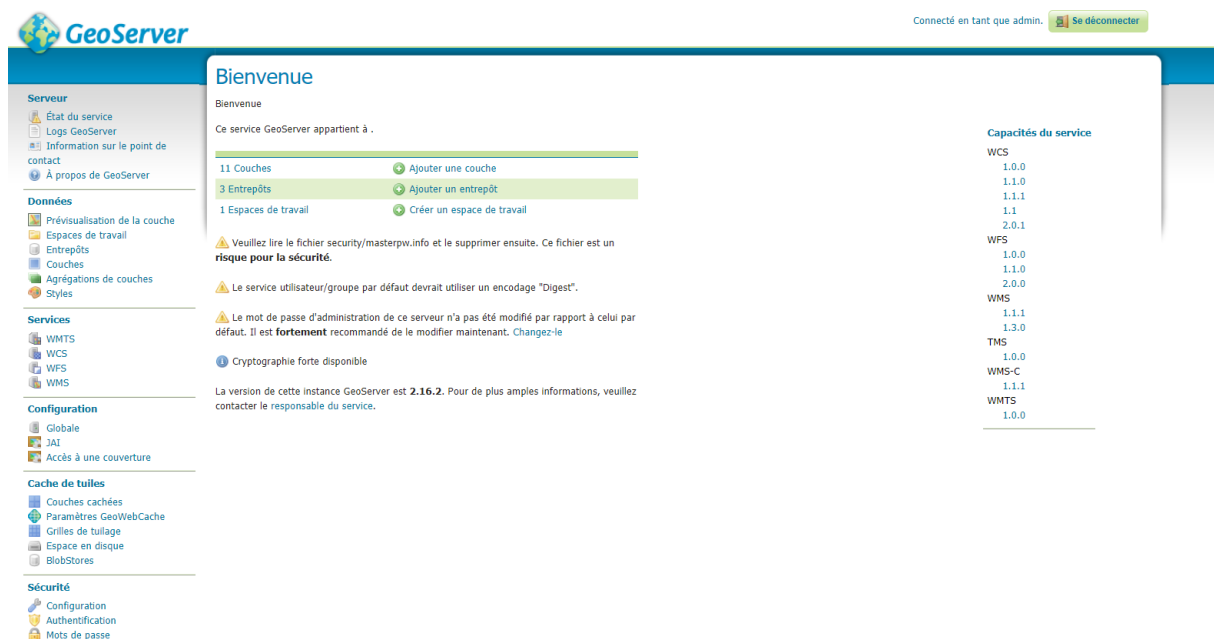 GeoServer
Connecté en tant que admin.
Se déconnecter
Serveur
État du service
Logs GeoServer
Information sur le point de
contact
À propos de GeoServer
Données
Prévisualisation de la couche
Espaces de travail
Entrepôts
Couches
Agrégations de couches
Styles
Services
WMTS
WCS
WFS
WMS
Configuration
Globale
JAI
Accès à une couverture
Cache de tuiles
Couches cachées
Paramètres GeoWebCache
Grilles de tuilage
Espace en disque
BlobStores
Sécurité
Configuration
Authentification
Mots de passe
Bienvenue
Bienvenue
Ce service GeoServer appartient à .
11 Couches Ajouter une couche
3 Entrepôts Ajouter un entrepôt
1 Espaces de travail Créer un espace de travail
Veuillez lire le fichier security/masterpw.info et le supprimer ensuite. Ce fichier est un
risque pour la sécurité.
Le service utilisateur/groupe par défaut devrait utiliser un encodage "Digest".
Le mot de passe d'administration de ce serveur n'a pas été modifié par rapport à celui par
défaut. Il est fortement recommandé de le modifier maintenant. Changez-le
Cryptographie forte disponible
La version de cette instance GeoServer est 2.16.2. Pour de plus amples informations, veuillez
contacter le responsable du service.
Capacités du service
WCS
1.0.0
1.1.0
1.1.1
1.1
2.0.1
WFS
1.0.0
1.1.0
2.0.0
WMS
1.1.1
1.3.0
TMS
1.0.0
WMS-C
1.1.1
WMTS
1.0.0